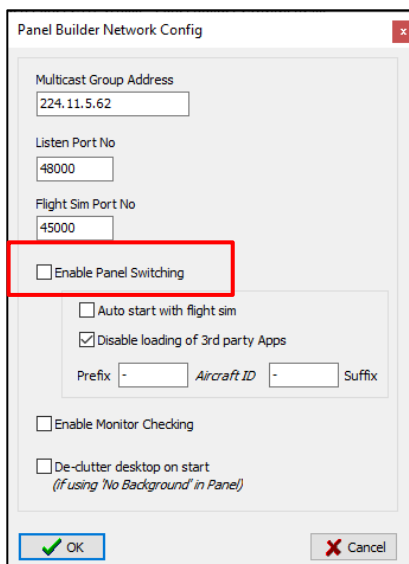 Panel Builder Network Config
x
Multicast Group Address
224.11.5.62
Listen Port No
48000
Flight Sim Port No
45000
Enable Panel Switching
Auto start with flight sim
Disable loading of 3rd party Apps
Prefix - Aircraft ID - Suffix
Enable Monitor Checking
De-clutter desktop on start
(if using 'No Background' in Panel)
OK Cancel